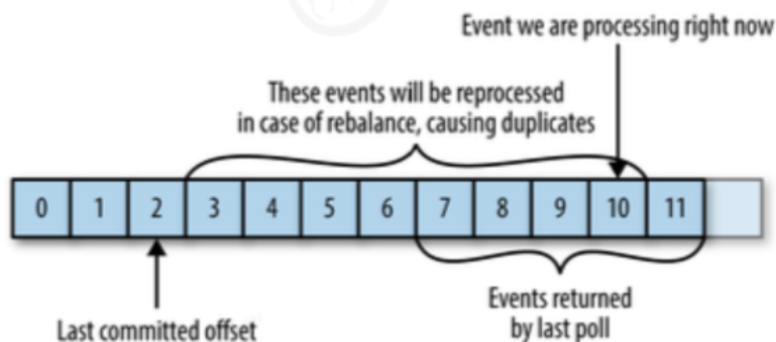 Event we are processing right now
These events will be reprocessed
in case of rebalance, causing duplicates
0 1 2 3 4 5 6 7 8 9 10 11
Events returned
by last poll
Last committed offset